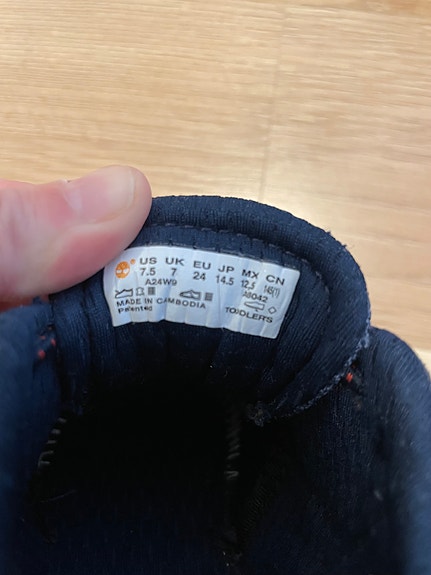 US UK EU JP MX CN
7.5 7 24 14.5 12.5 145(1)
A24W9 A8042
MADE IN CAMBODIA
Patented TODDLER'S